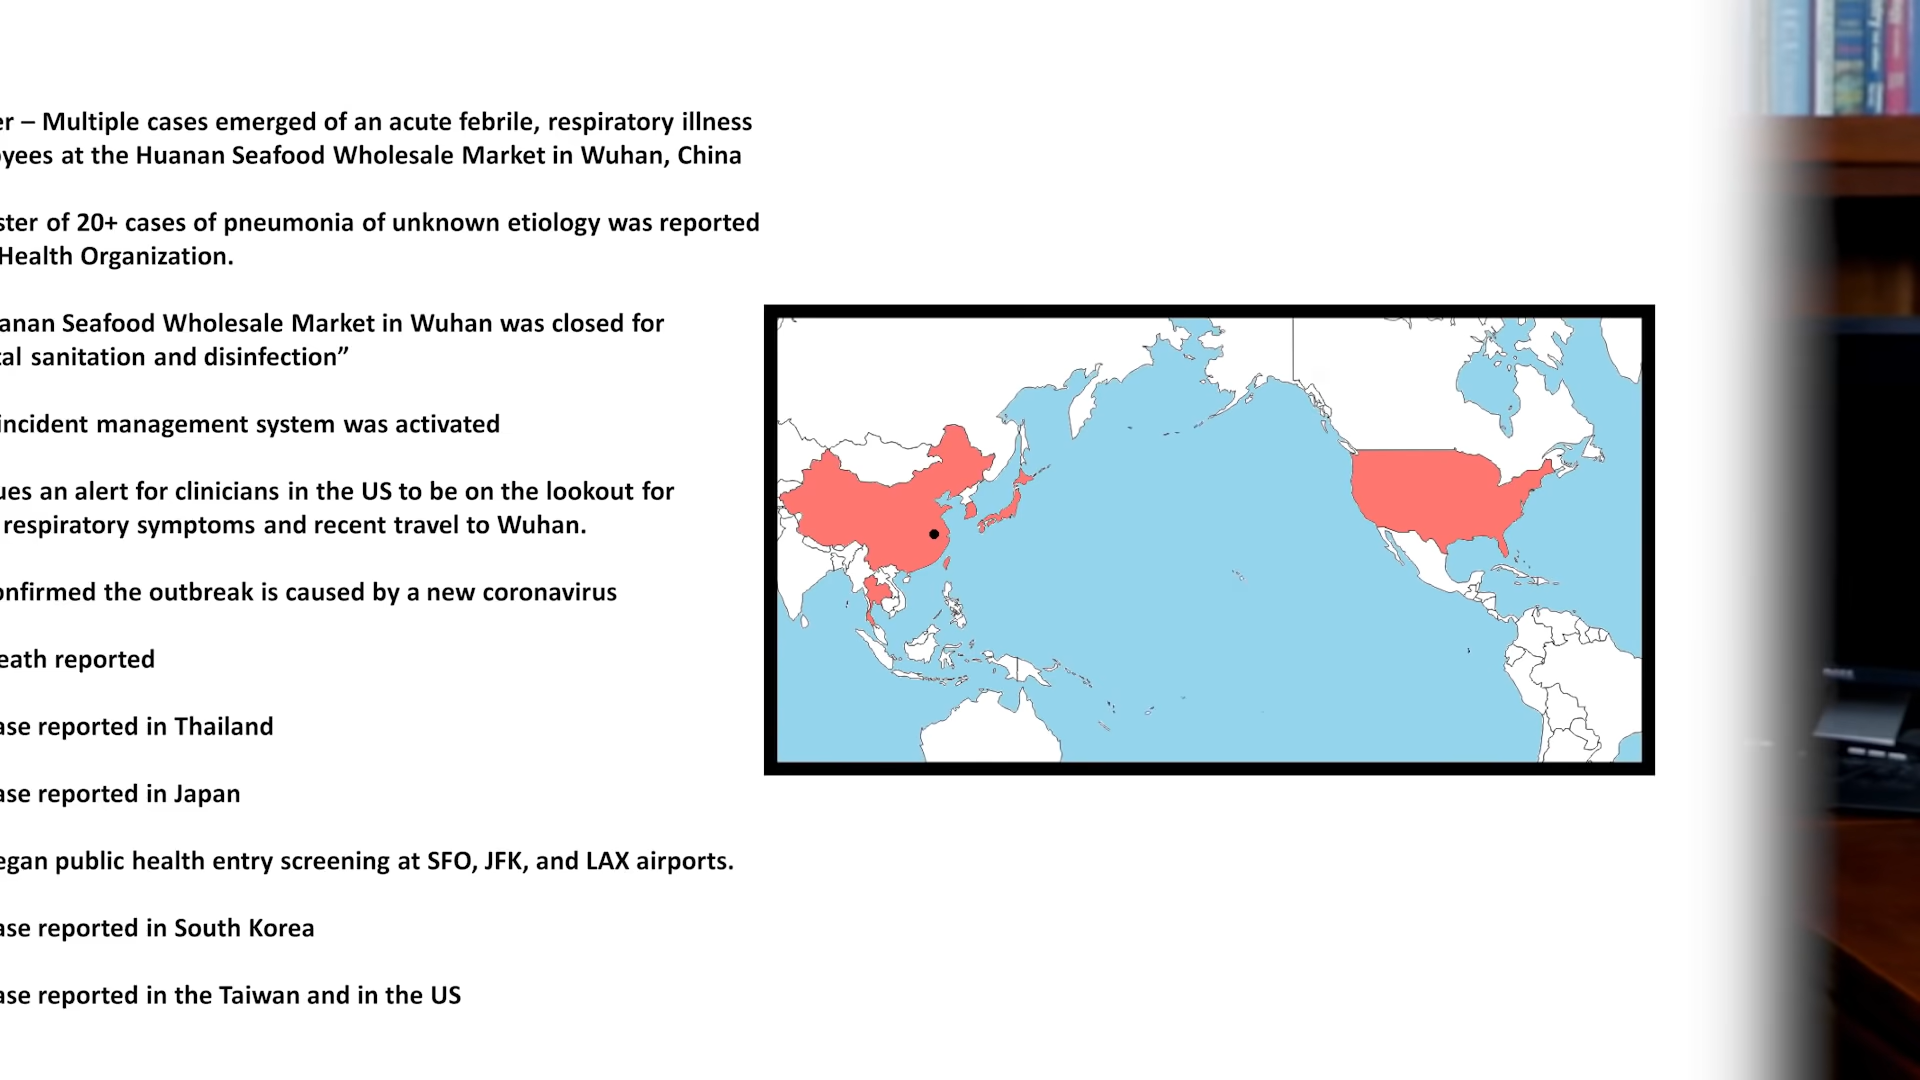 er – Multiple cases emerged of an acute febrile, respiratory illness
yees at the Huanan Seafood Wholesale Market in Wuhan, China
ster of 20+ cases of pneumonia of unknown etiology was reported
Health Organization.
anan Seafood Wholesale Market in Wuhan was closed for
tal sanitation and disinfection”
incident management system was activated
ues an alert for clinicians in the US to be on the lookout for
respiratory symptoms and recent travel to Wuhan.
onfirmed the outbreak is caused by a new coronavirus
eath reported
ase reported in Thailand
ase reported in Japan
egan public health entry screening at SFO, JFK, and LAX airports.
ase reported in South Korea
ase reported in the Taiwan and in the US